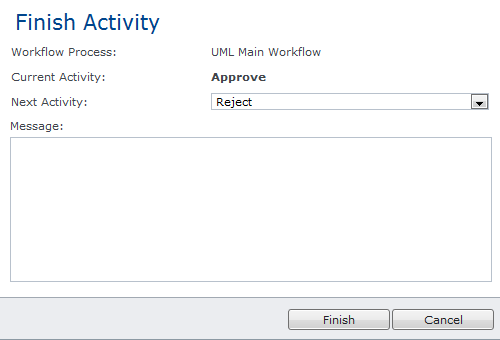 Finish Activity
Workflow Process: UML Main Workflow
Current Activity: Approve
Next Activity: Reject
Message:
Finish Cancel